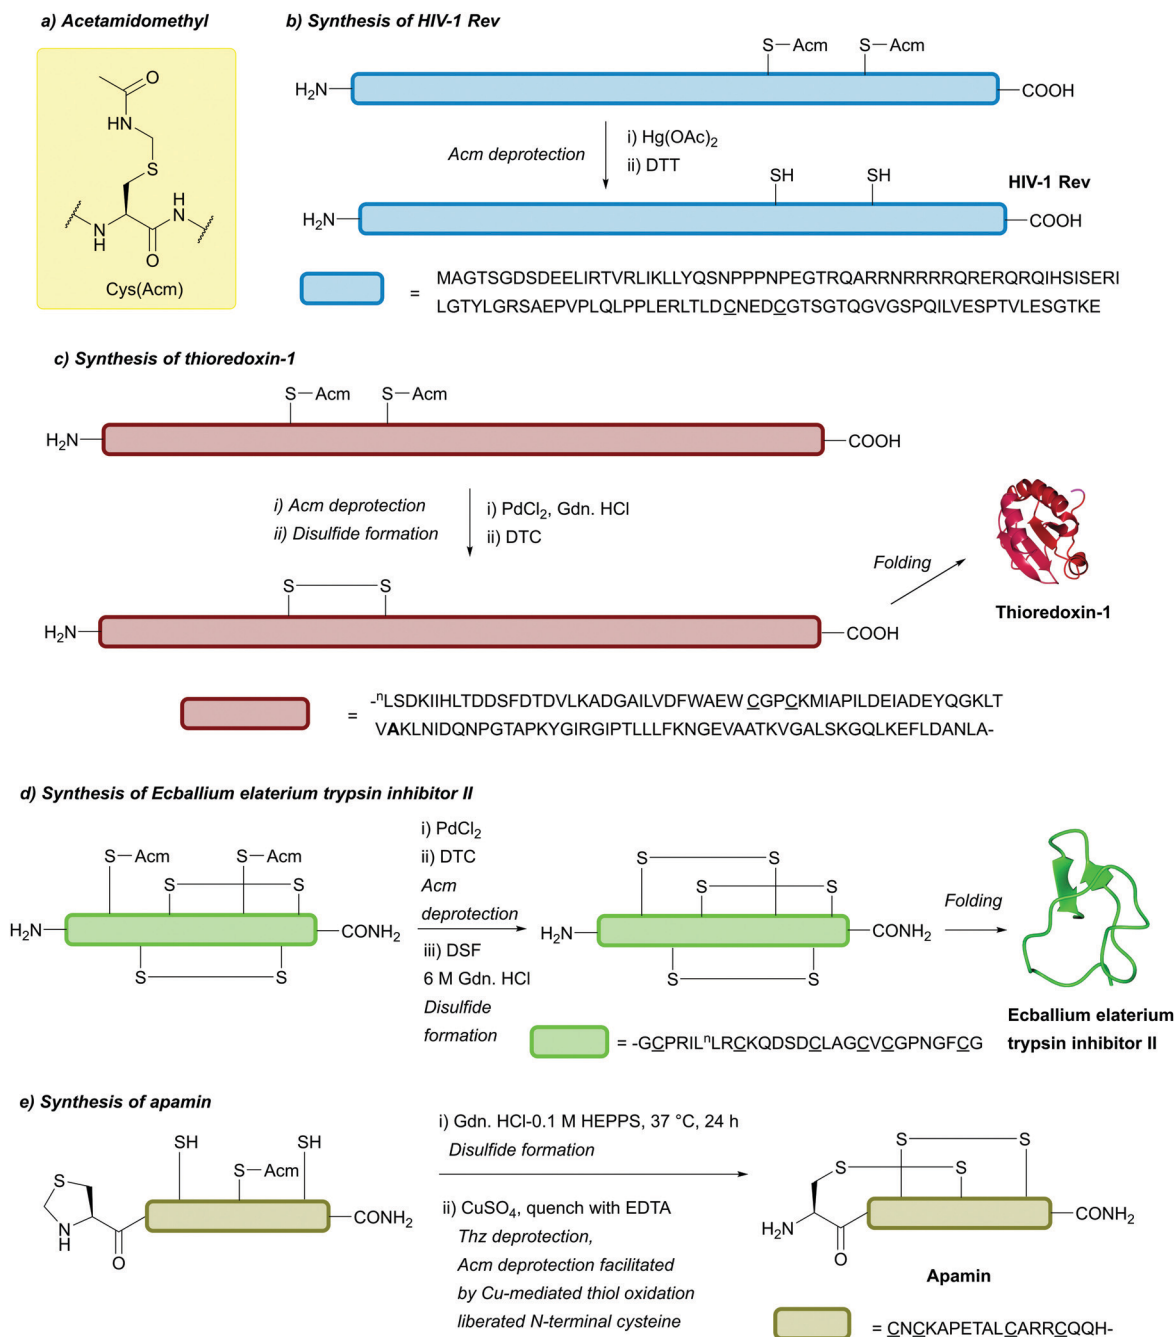 a) Acetamidomethyl
O
HN
S
N
H
H
N
O
Cys(Acm)
b) Synthesis of HIV-1 Rev
S—Acm S—Acm
H₂N— —COOH
Acm deprotection
i) Hg(OAc)₂
ii) DTT
SH SH
HIV-1 Rev
H₂N— —COOH
= MAGTSGDSDEELIRTVRLIKLLYQSNPPPNPEGTRQARRNRRRRQRERQRQIHSISERI
LGTYLGRSAEPVPLQLPPLERLTLDCNEDCGTSGTQGVGSPQILVESPTVLESGTKE
c) Synthesis of thioredoxin-1
S—Acm S—Acm
H₂N— —COOH
i) Acm deprotection
ii) Disulfide formation
i) PdCl₂, Gdn. HCl
ii) DTC
S S
H₂N— —COOH
Folding
Thioredoxin-1
= -ⁿLSDKIIHLTDDSFDTDVLKADGAILVDFWAEW CGPCKMIAPILDEIADEYQGKLT
VAKLNIDQNPGTAPKYGIRGIPTLLLFKNGEVAATKVGALSKGQLKEFLDANLA-
d) Synthesis of Ecballium elaterium trypsin inhibitor II
S—Acm S—Acm
S S
H₂N— —CONH₂
S S
i) PdCl₂
ii) DTC
Acm
deprotection
iii) DSF
6 M Gdn. HCl
Disulfide
formation
S S
S S
H₂N— —CONH₂
S S
Folding
Ecballium elaterium
trypsin inhibitor II
= -GCPRILⁿLRCKQDSDCLAGCVCGPNGFCG
e) Synthesis of apamin
SH SH
S—Acm
S
N
H
O
—CONH₂
i) Gdn. HCl-0.1 M HEPPS, 37 °C, 24 h
Disulfide formation
ii) CuSO₄, quench with EDTA
Thz deprotection,
Acm deprotection facilitated
by Cu-mediated thiol oxidation
liberated N-terminal cysteine
S S
S S
H₂N
O
—CONH₂
Apamin
= CNCKAPETALCARRCQQH-